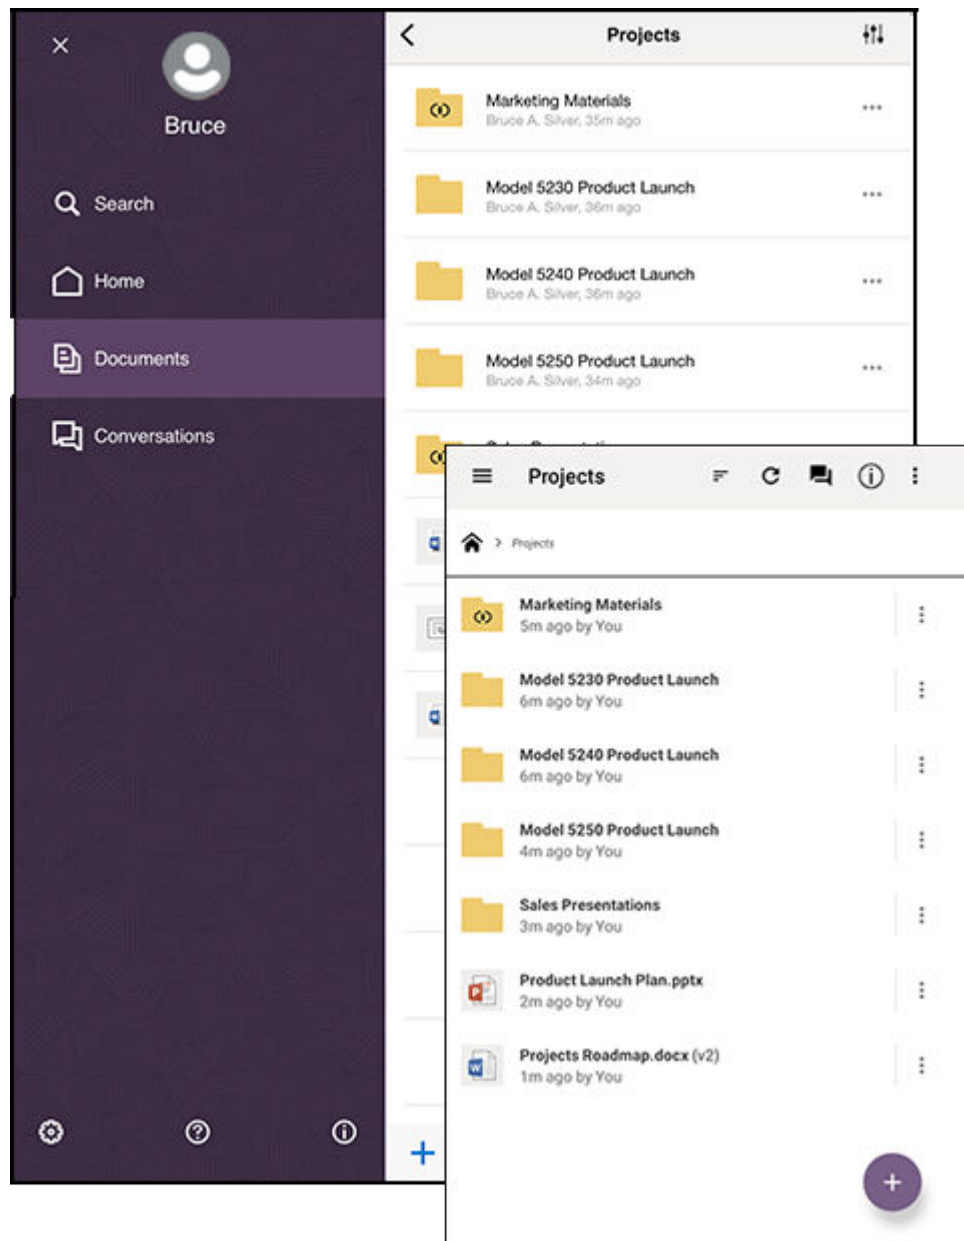 Bruce
Search
Home
Documents
Conversations
Projects
Marketing Materials
Bruce A. Silver, 35m ago
Model 5230 Product Launch
Bruce A. Silver, 36m ago
Model 5240 Product Launch
Bruce A. Silver, 36m ago
Model 5250 Product Launch
Bruce A. Silver, 34m ago
Projects
Projects
Marketing Materials
5m ago by You
Model 5230 Product Launch
6m ago by You
Model 5240 Product Launch
6m ago by You
Model 5250 Product Launch
4m ago by You
Sales Presentations
3m ago by You
Product Launch Plan.pptx
2m ago by You
Projects Roadmap.docx (v2)
1m ago by You